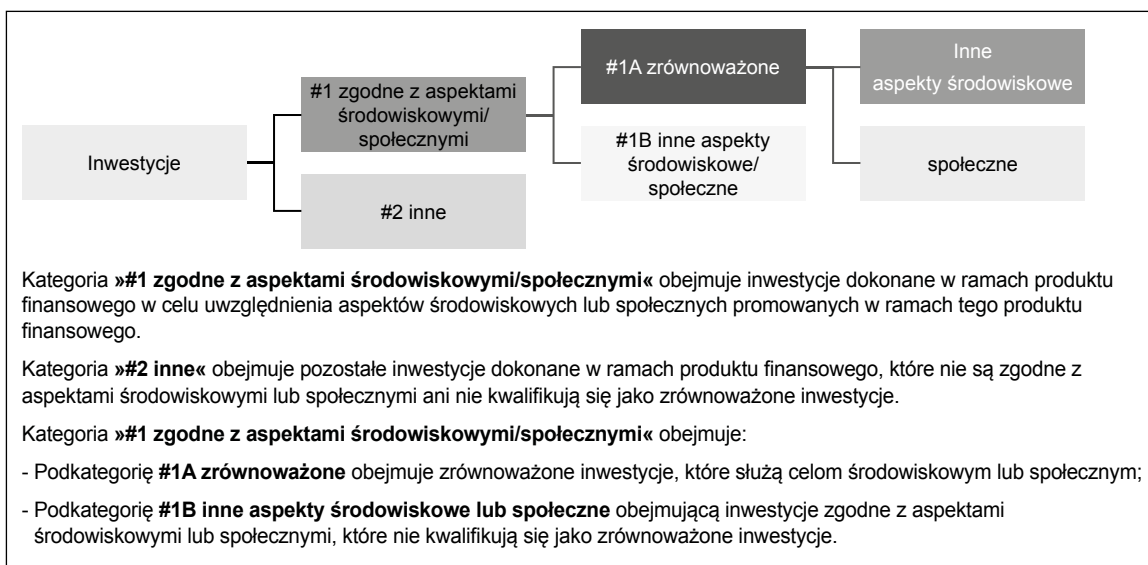 Inwestycje
#1 zgodne z aspektami
środowiskowymi/
społecznymi
#2 inne
#1A zrównoważone
#1B inne aspekty
środowiskowe/
społeczne
Inne
aspekty środowiskowe
społeczne
Kategoria »#1 zgodne z aspektami środowiskowymi/społecznymi« obejmuje inwestycje dokonane w ramach produktu
finansowego w celu uwzględnienia aspektów środowiskowych lub społecznych promowanych w ramach tego produktu
finansowego.
Kategoria »#2 inne« obejmuje pozostałe inwestycje dokonane w ramach produktu finansowego, które nie są zgodne z
aspektami środowiskowymi lub społecznymi ani nie kwalifikują się jako zrównoważone inwestycje.
Kategoria »#1 zgodne z aspektami środowiskowymi/społecznymi« obejmuje:
- Podkategorię #1A zrównoważone obejmuje zrównoważone inwestycje, które służą celom środowiskowym lub społecznym;
- Podkategorię #1B inne aspekty środowiskowe lub społeczne obejmującą inwestycje zgodne z aspektami
środowiskowymi lub społecznymi, które nie kwalifikują się jako zrównoważone inwestycje.